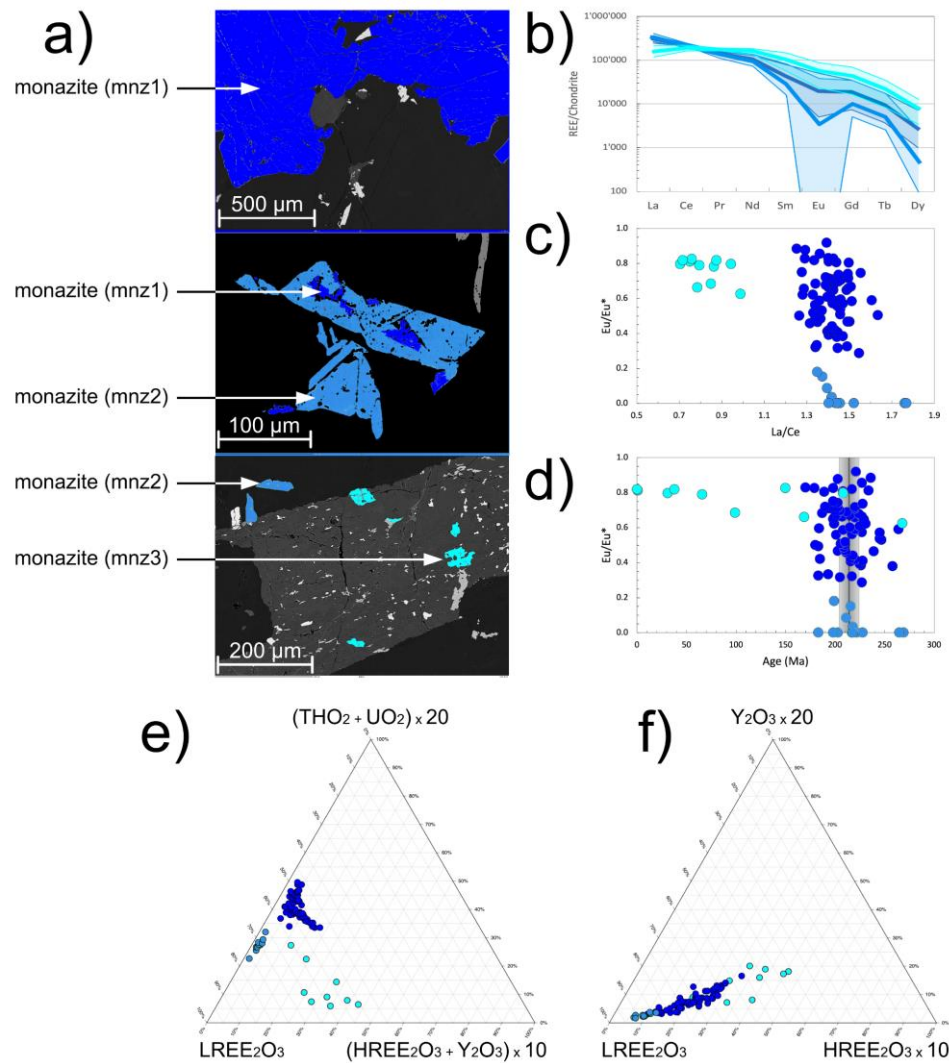 a)
monazite (mnz1)
500 µm
monazite (mnz1)
monazite (mnz2)
100 µm
monazite (mnz2)
monazite (mnz3)
200 µm
b)
1'000'000
100'000
10'000
1'000
100
REE/Chondrite
La Ce Pr Nd Sm Eu Gd Tb Dy
c)
1.0
0.8
0.6
0.4
0.2
0.0
Eu/Eu*
0.5 0.7 0.9 1.1 1.3 1.5 1.7 1.9
La/Ce
d)
1.0
0.8
0.6
0.4
0.2
0.0
Eu/Eu*
0 50 100 150 200 250 300
Age (Ma)
e)
(THO₂ + UO₂) x 20
LREE₂O₃
(HREE₂O₃ + Y₂O₃) x 10
f)
Y₂O₃ x 20
LREE₂O₃
HREE₂O₃ x 10